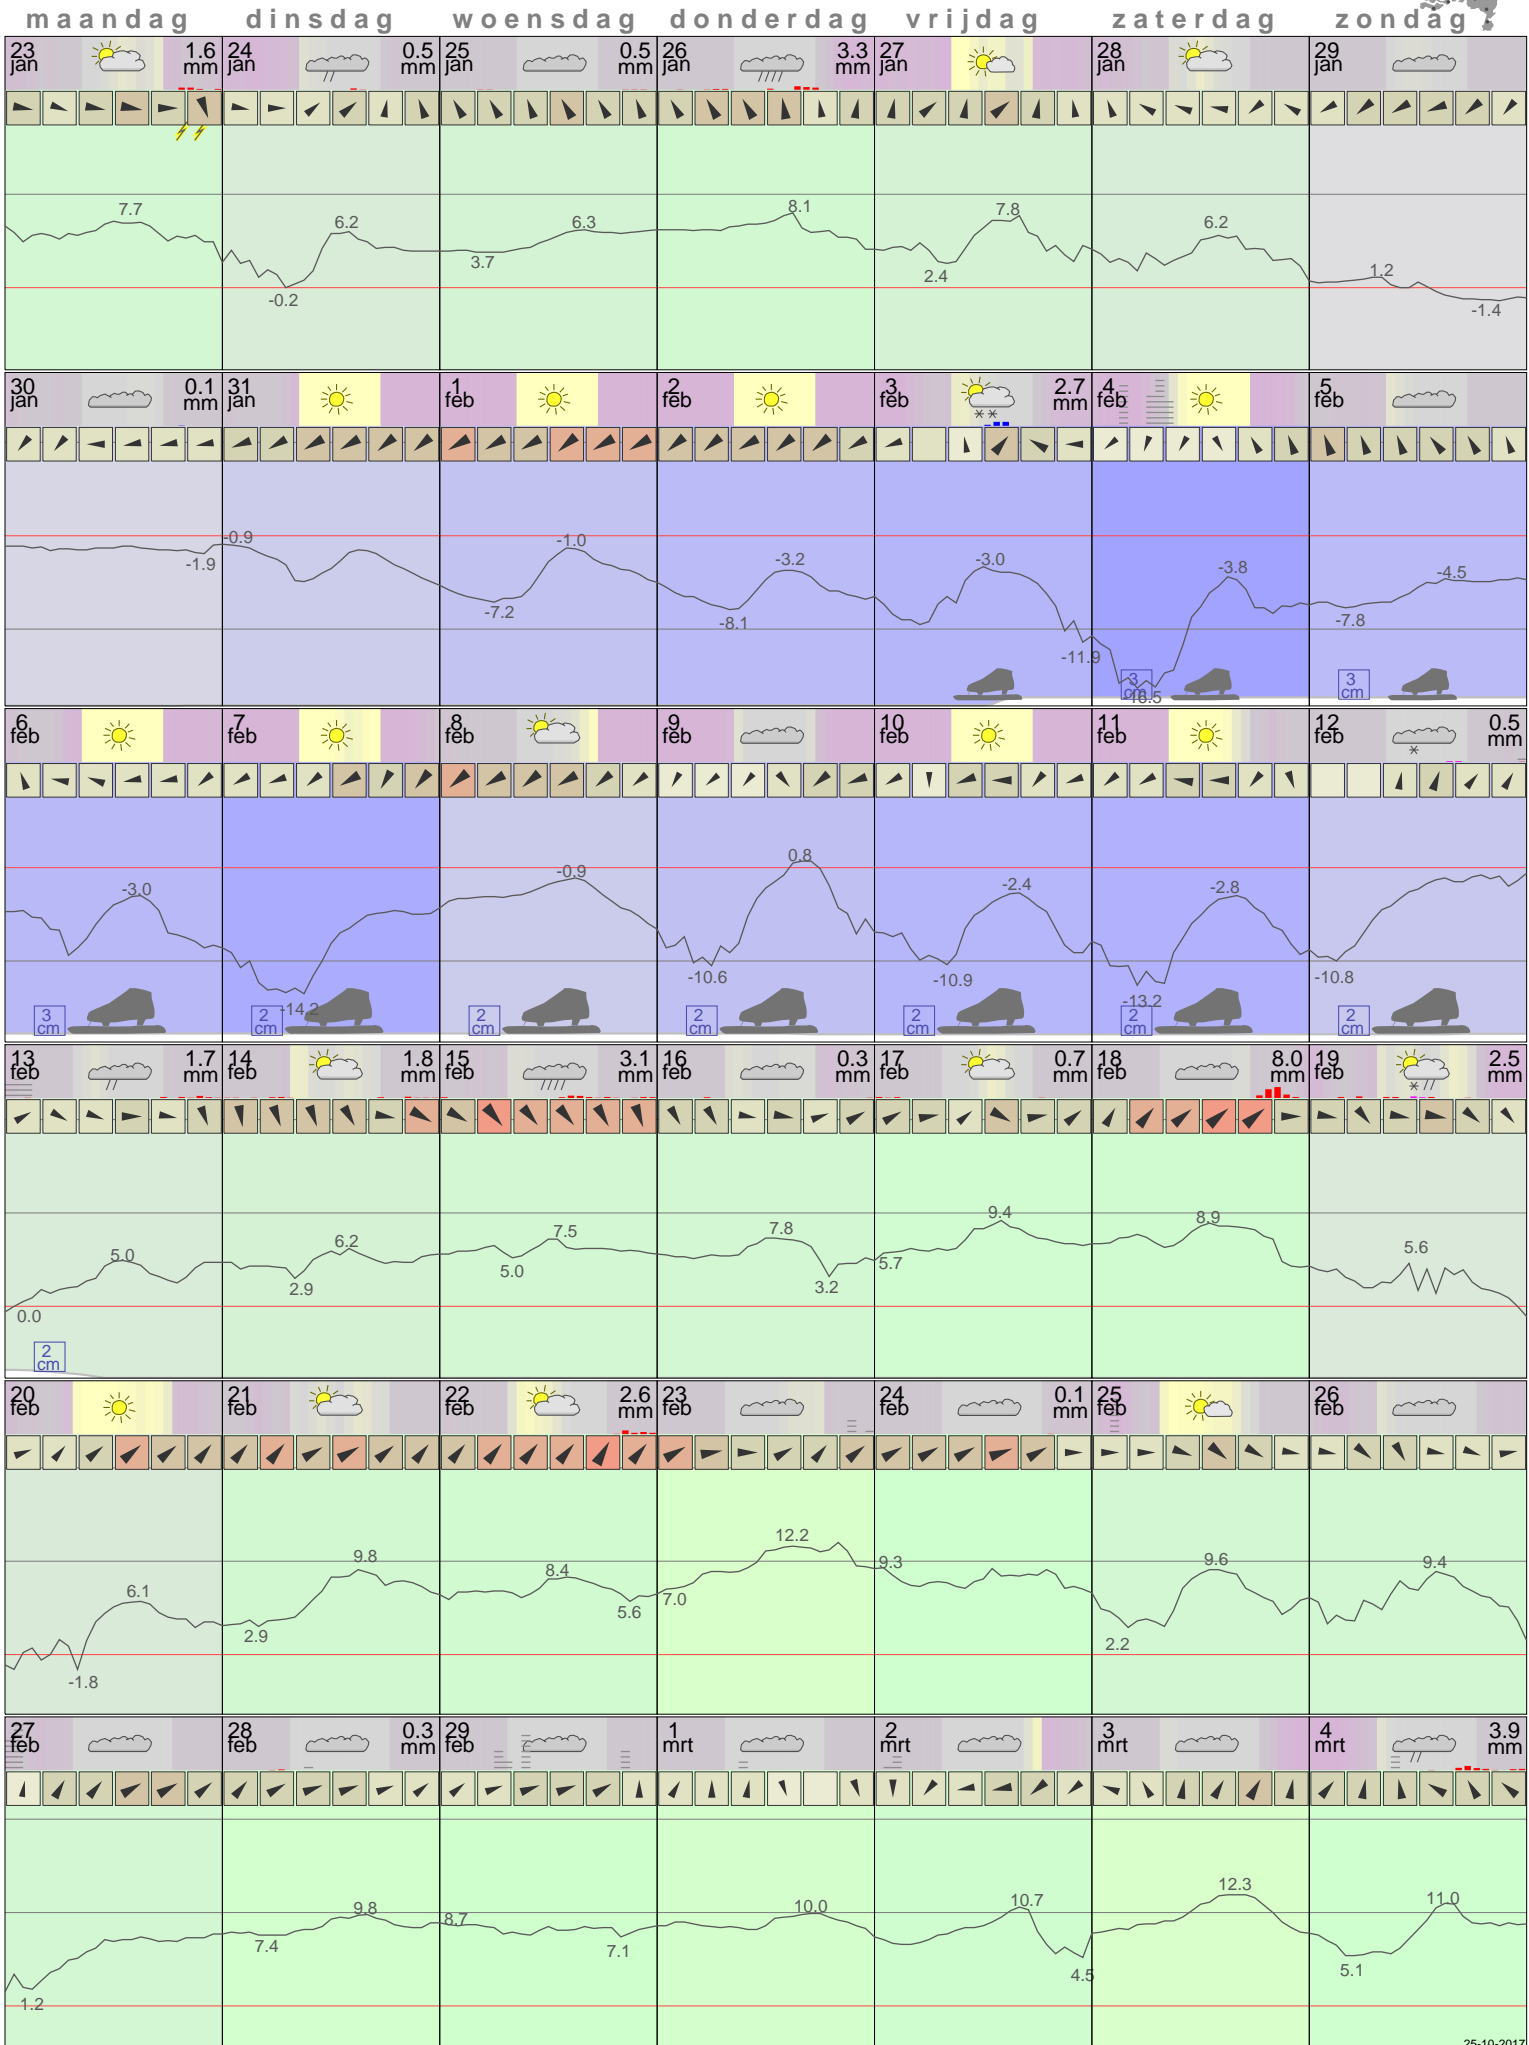 maandag dinsdag woensdag donderdag vrijdag zaterdag zondag
23 1.6 24 0.5 25 0.5 26 3.3 27 28 29
jan mm jan mm jan mm jan mm jan jan jan
7.7 6.2 6.3 8.1 7.8 6.2 1.2
-0.2 3.7 2.4 -1.4
30 0.1 31 1 2 3 2.7 4 5
jan mm jan feb feb feb mm feb feb
-0.9 -1.0 -3.2 -3.0 -3.8 -4.5
-1.9 -7.2 -8.1 -11.9 -7.8
3 3
cm cm
-16.5
6 7 8 9 10 11 12 0.5
feb feb feb feb feb feb feb mm
-3.0 -0.9 0.8 -2.4 -2.8
-14.2 -10.6 -10.9 -13.2 -10.8
3 2 2 2 2 2 2
cm cm cm cm cm cm cm
13 1.7 14 1.8 15 3.1 16 0.3 17 0.7 18 8.0 19 2.5
feb mm feb mm feb mm feb mm feb mm feb mm feb mm
5.0 6.2 7.5 7.8 9.4 8.9 5.6
0.0 2.9 5.0 3.2 5.7
2
cm
20 21 22 2.6 23 24 0.1 25 26
feb feb feb mm feb feb mm feb feb
6.1 9.8 8.4 12.2 9.3 9.6 9.4
-1.8 2.9 5.6 7.0 2.2
27 28 0.3 29 1 2 3 4 3.9
feb feb mm feb mrt mrt mrt mrt mm
9.8 8.7 10.0 10.7 12.3 11.0
1.2 7.4 7.1 4.5 5.1
25-10-2017